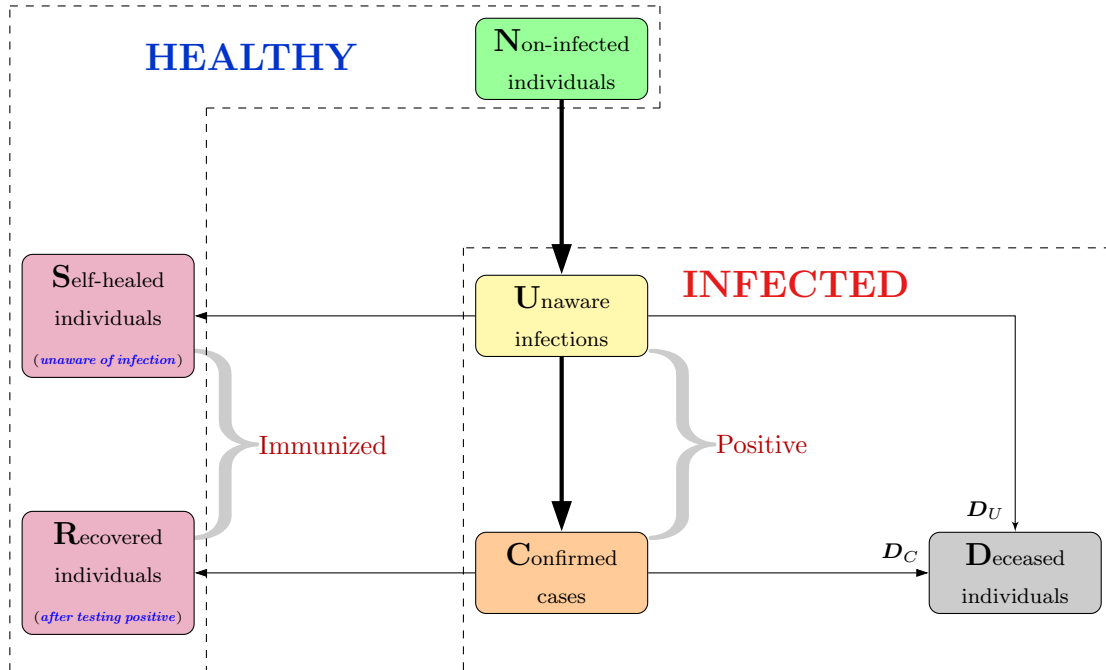 HEALTHY
Non-infected
individuals
INFECTED
Self-healed
individuals
(unaware of infection)
Unaware
infections
Immunized
Positive
Recovered
individuals
(after testing positive)
Confirmed
cases
D_U
D_C
Deceased
individuals